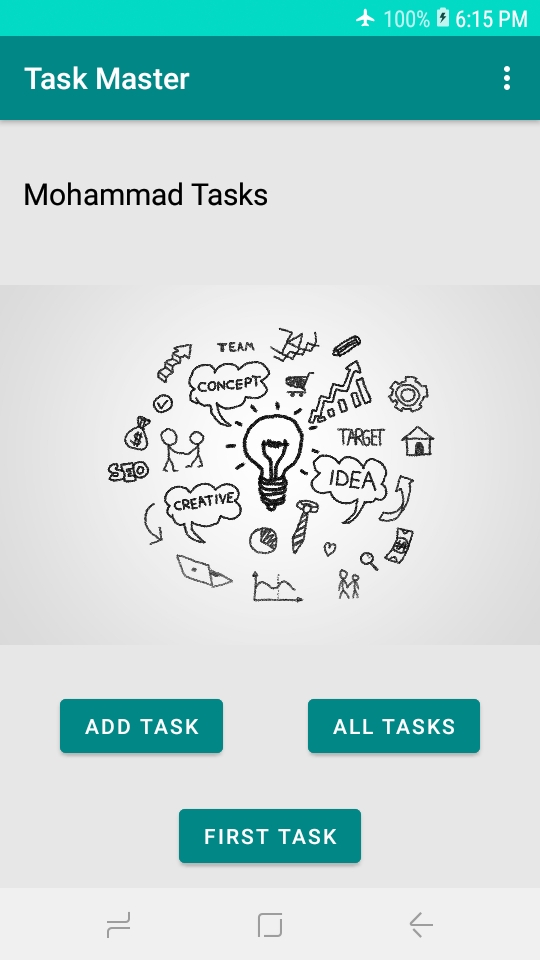 100% 6:15 PM
Task Master
Mohammad Tasks
TEAM
CONCEPT
$
TARGET
SEO
IDEA
CREATIVE
$
ADD TASK
ALL TASKS
FIRST TASK